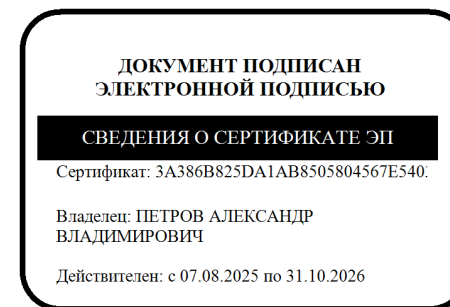 ДОКУМЕНТ ПОДПИСАН
ЭЛЕКТРОННОЙ ПОДПИСЬЮ
СВЕДЕНИЯ О СЕРТИФИКАТЕ ЭП
Сертификат: 3A386B825DA1AB8505804567E540
Владелец: ПЕТРОВ АЛЕКСАНДР
ВЛАДИМИРОВИЧ
Действителен: с 07.08.2025 по 31.10.2026